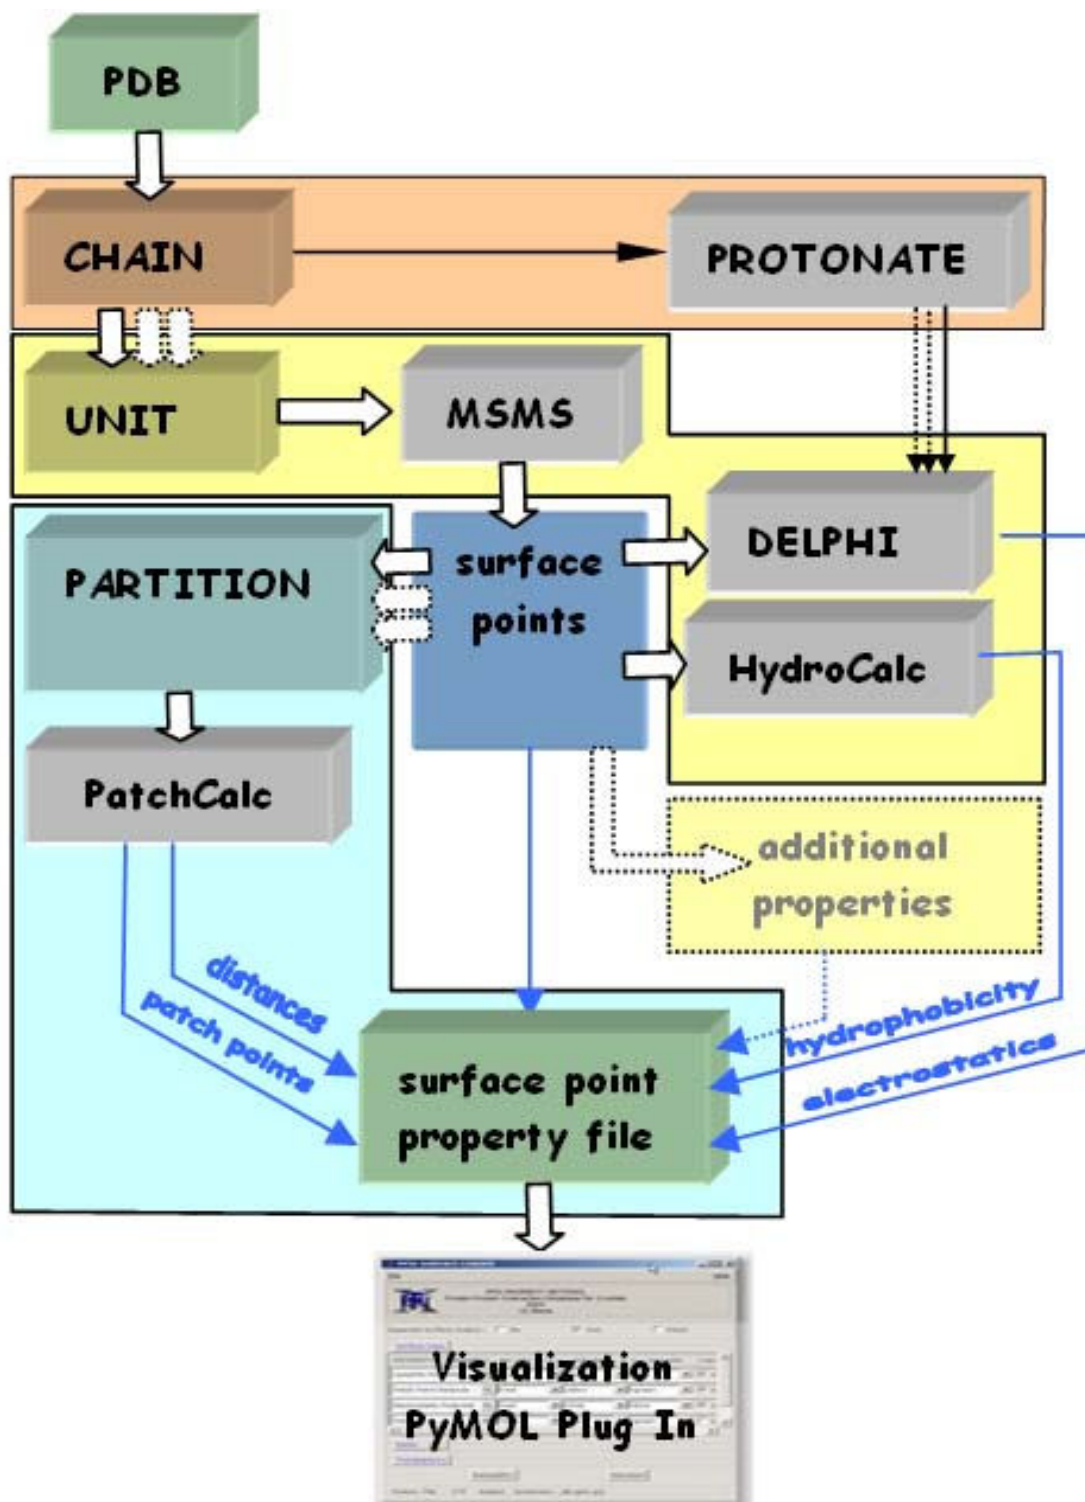 PDB
CHAIN
PROTONATE
UNIT
MSMS
DELPHI
surface
points
PARTITION
HydroCalc
PatchCalc
additional
properties
distances
patch points
hydrophobicity
electrostatics
surface point
property file
Visualization
PyMOL Plug In